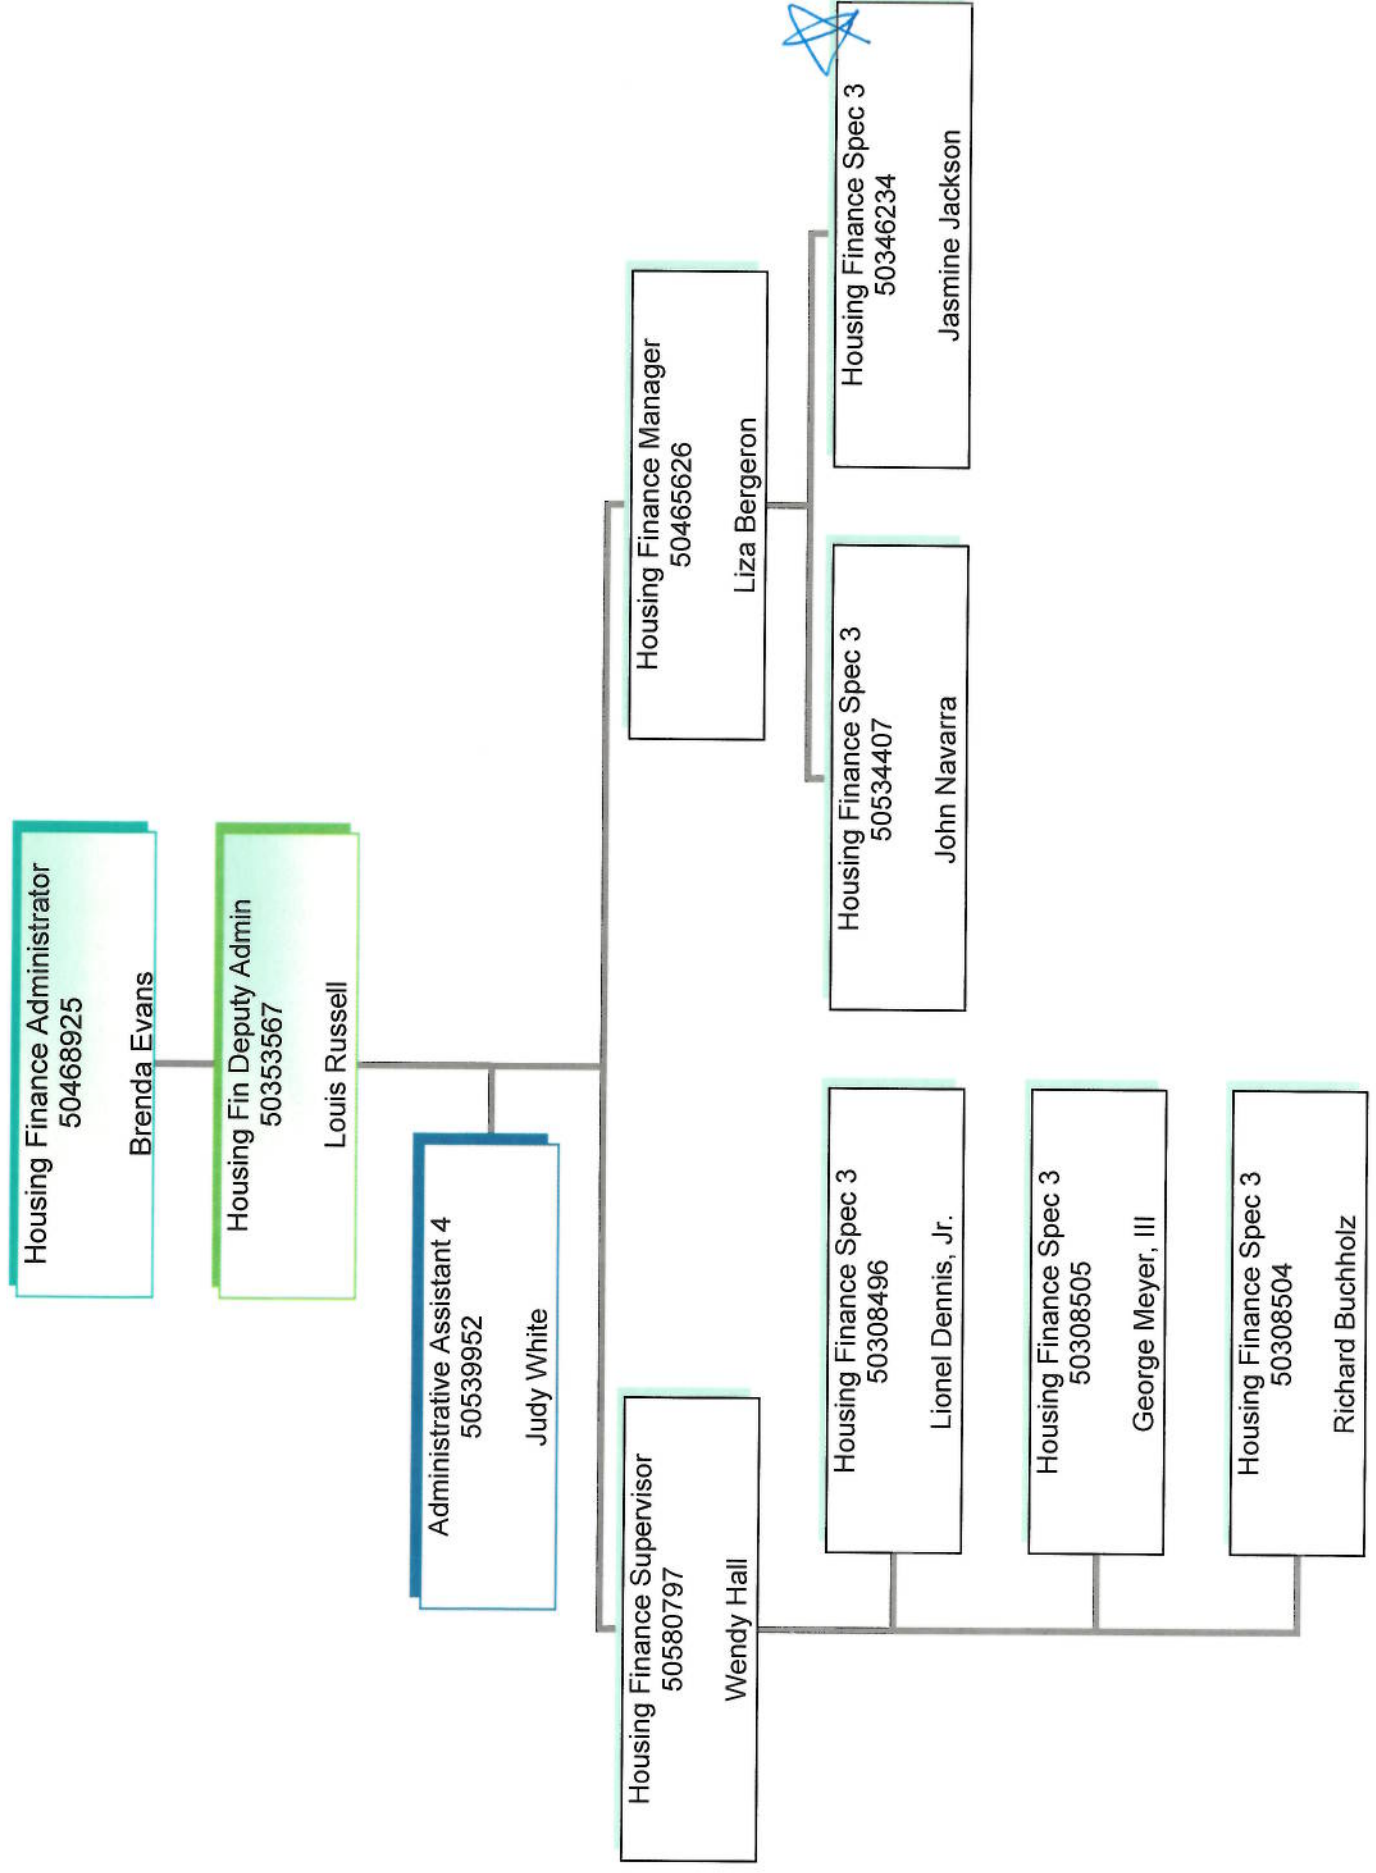 Housing Finance Administrator
50468925
Brenda Evans
Housing Fin Deputy Admin
50353567
Louis Russell
Administrative Assistant 4
50539952
Judy White
Housing Finance Supervisor
50580797
Wendy Hall
Housing Finance Manager
50465626
Liza Bergeron
Housing Finance Spec 3
50308496
Lionel Dennis, Jr.
Housing Finance Spec 3
50308505
George Meyer, III
Housing Finance Spec 3
50308504
Richard Buchholz
Housing Finance Spec 3
50534407
John Navarra
Housing Finance Spec 3
50346234
Jasmine Jackson